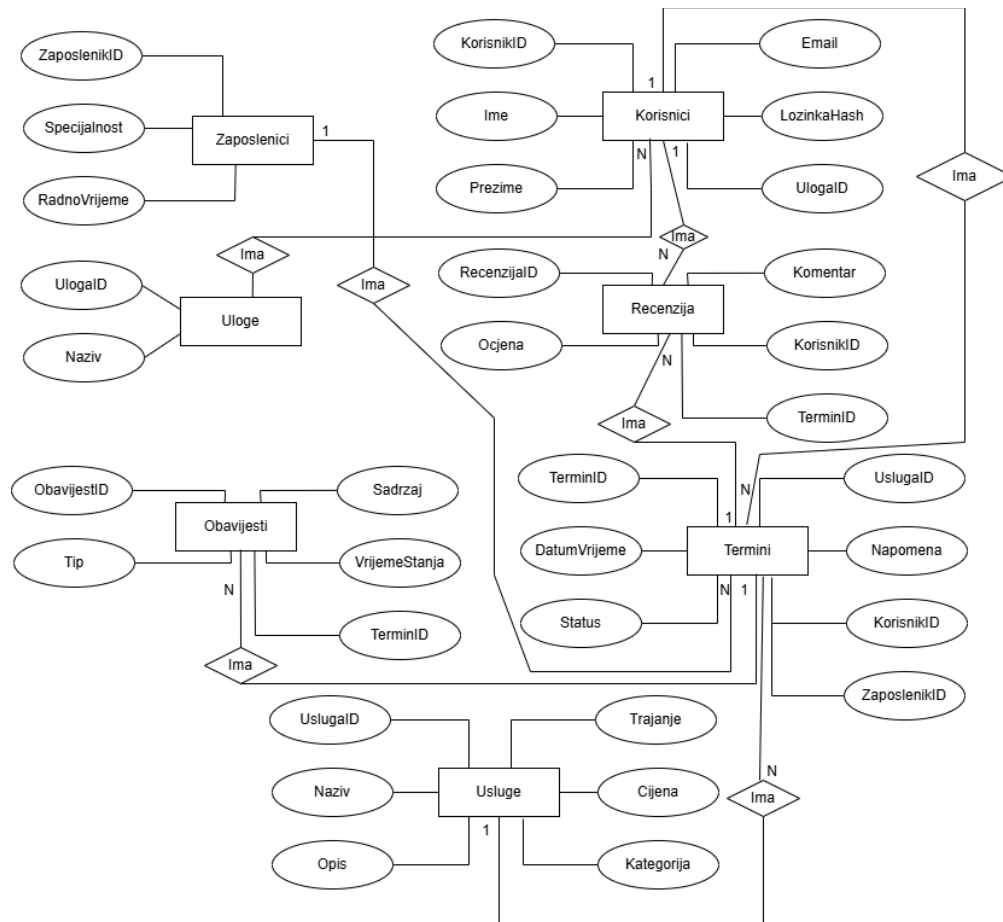 ZaposlenikID
Specijalnost
RadnoVrijeme
Zaposlenici
1
Ima
UlogaID
Naziv
Uloge
Ima
KorisnikID
Ime
Prezime
Email
LozinkaHash
UlogaID
1
Korisnici
N
1
Ima
Ima
N
RecenzijaID
Ocjena
Recenzija
Komentar
KorisnikID
TerminID
N
Ima
ObavijestID
Tip
Obavijesti
Sadrzaj
VrijemeStanja
TerminID
N
Ima
TerminID
DatumVrijeme
Status
N
1
Termini
N
1
UslugaID
Napomena
KorisnikID
ZaposlenikID
UslugaID
Naziv
Opis
Usluge
1
Trajanje
Cijena
Kategorija
N
Ima